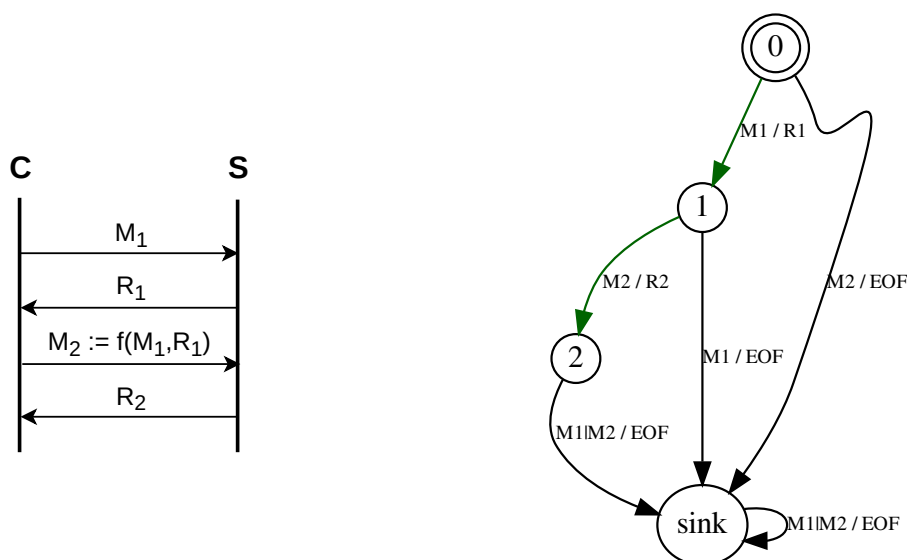 C
S
M1
R1
M2 := f(M1,R1)
R2
0
M1 / R1
1
M2 / R2
M2 / EOF
2
M1 / EOF
M1|M2 / EOF
sink
M1|M2 / EOF